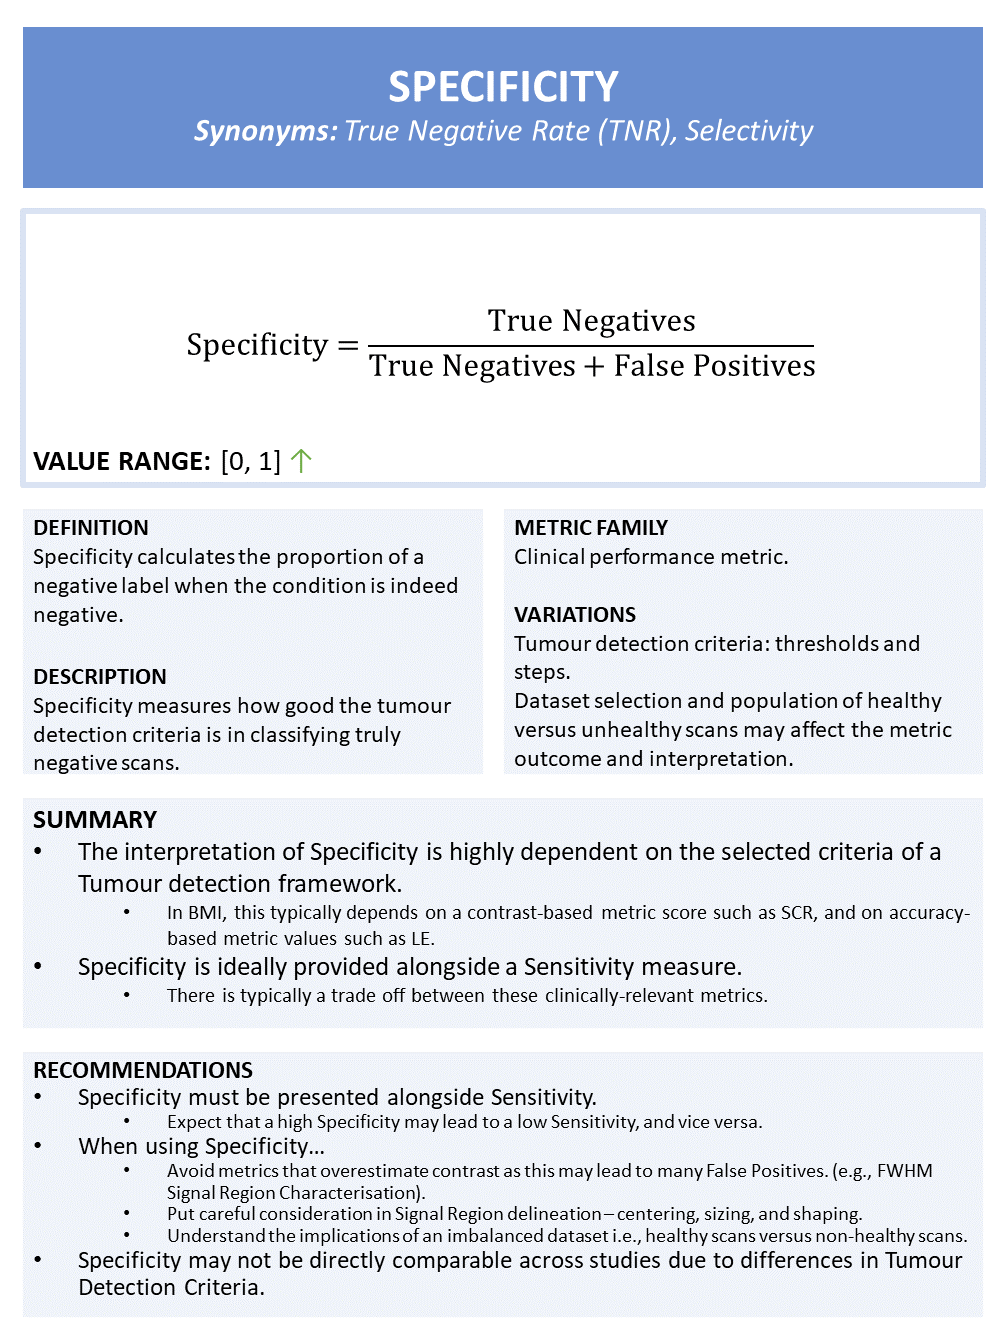 SPECIFICITY
Synonyms: True Negative Rate (TNR), Selectivity
Specificity = True Negatives / True Negatives + False Positives
VALUE RANGE: [0, 1] ↑
DEFINITION
Specificity calculates the proportion of a
negative label when the condition is indeed
negative.
DESCRIPTION
Specificity measures how good the tumour
detection criteria is in classifying truly
negative scans.
METRIC FAMILY
Clinical performance metric.
VARIATIONS
Tumour detection criteria: thresholds and
steps.
Dataset selection and population of healthy
versus unhealthy scans may affect the metric
outcome and interpretation.
SUMMARY
• The interpretation of Specificity is highly dependent on the selected criteria of a
Tumour detection framework.
• In BMI, this typically depends on a contrast-based metric score such as SCR, and on accuracy-
based metric values such as LE.
• Specificity is ideally provided alongside a Sensitivity measure.
• There is typically a trade off between these clinically-relevant metrics.
RECOMMENDATIONS
• Specificity must be presented alongside Sensitivity.
• Expect that a high Specificity may lead to a low Sensitivity, and vice versa.
• When using Specificity…
• Avoid metrics that overestimate contrast as this may lead to many False Positives. (e.g., FWHM
Signal Region Characterisation).
• Put careful consideration in Signal Region delineation – centering, sizing, and shaping.
• Understand the implications of an imbalanced dataset i.e., healthy scans versus non-healthy scans.
• Specificity may not be directly comparable across studies due to differences in Tumour
Detection Criteria.